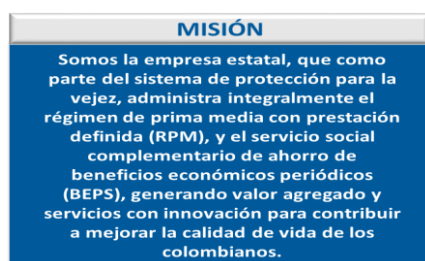 MISIÓN
Somos la empresa estatal, que como
parte del sistema de protección para la
vejez, administra integralmente el
régimen de prima media con prestación
definida (RPM), y el servicio social
complementario de ahorro de
beneficios económicos periódicos
(BEPS), generando valor agregado y
servicios con innovación para contribuir
a mejorar la calidad de vida de los
colombianos.